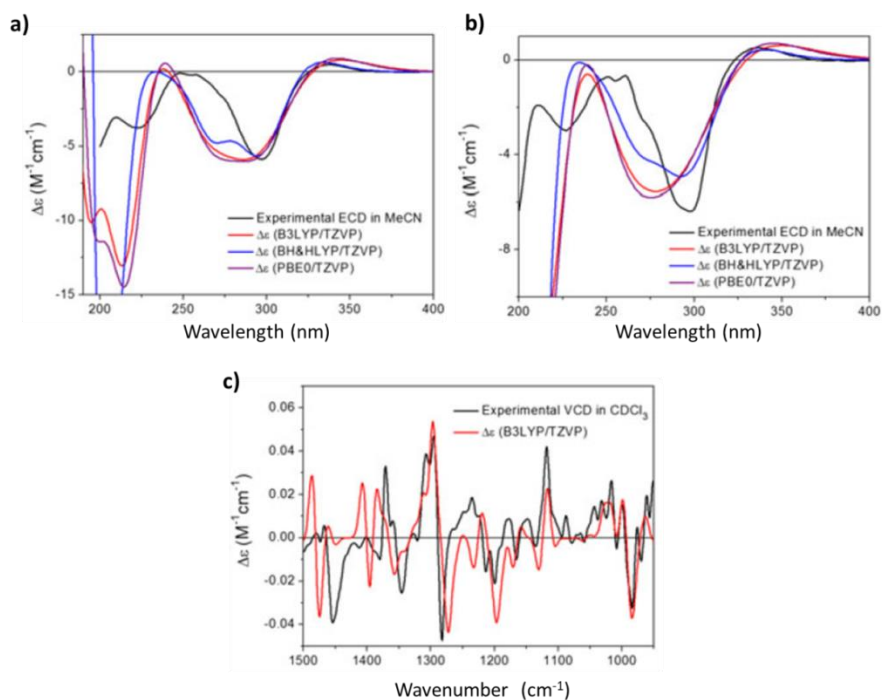 a)
0
-5
-10
-15
Δε (M⁻¹cm⁻¹)
Experimental ECD in MeCN
Δε (B3LYP/TZVP)
Δε (BH&HLYP/TZVP)
Δε (PBE0/TZVP)
200 250 300 350 400
Wavelength (nm)
b)
0
-4
-8
Δε (M⁻¹cm⁻¹)
Experimental ECD in MeCN
Δε (B3LYP/TZVP)
Δε (BH&HLYP/TZVP)
Δε (PBE0/TZVP)
200 250 300 350 400
Wavelength (nm)
c)
0.06
0.04
0.02
0.00
-0.02
-0.04
Δε (M⁻¹cm⁻¹)
Experimental VCD in CDCl₃
Δε (B3LYP/TZVP)
1500 1400 1300 1200 1100 1000
Wavenumber (cm⁻¹)